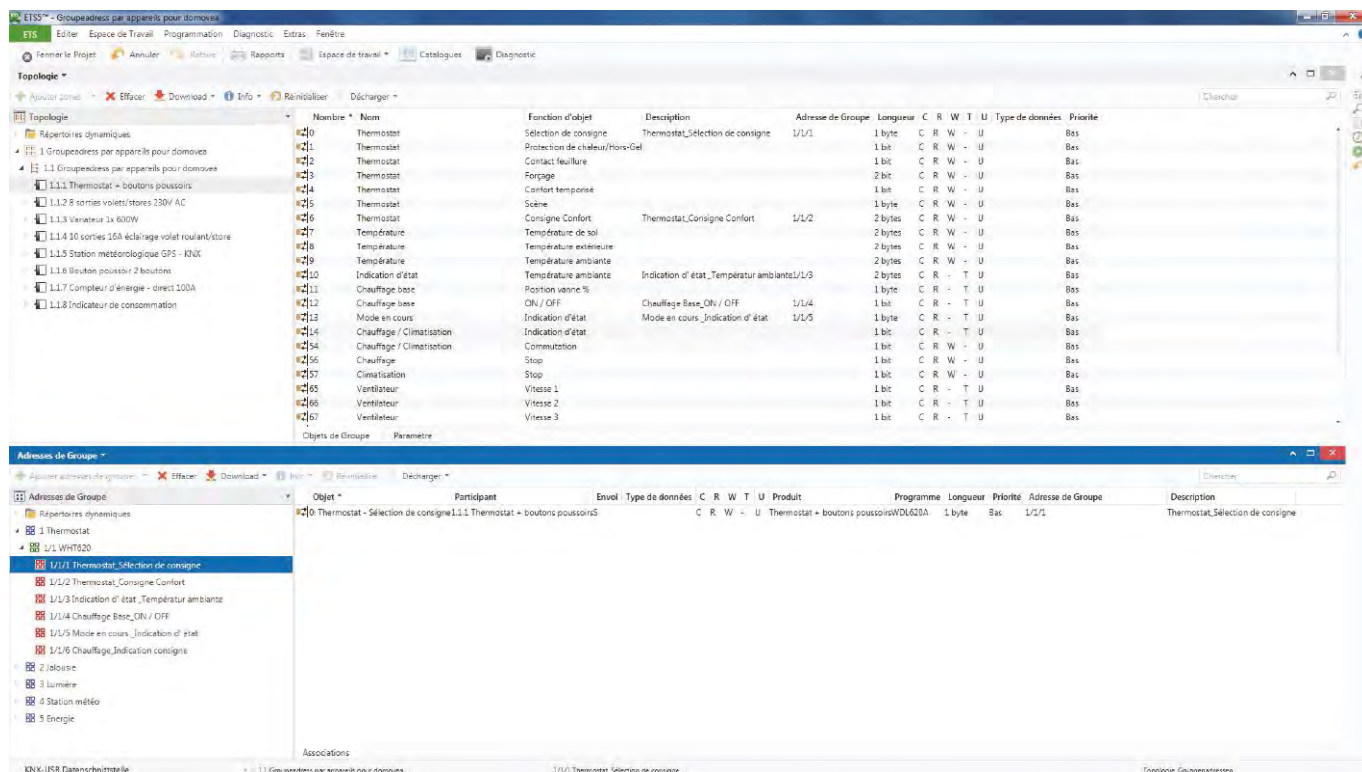 ETS5™ - Groupeadress par appareils pour domovea
ETS Editer Espace de Travail Programmation Diagnostic Extras Fenêtre
Fermer le Projet Annuler Refaire Rapports Espace de travail Catalogues Diagnostic
Topologie
Ajouter zones Effacer Download Info Réinitialiser Décharger Chercher
Topologie
Répertoires dynamiques
1 Groupeadress par appareils pour domovea
1.1 Groupeadress par appareils pour domovea
1.1.1 Thermostat + boutons poussoirs
1.1.2 8 sorties volets/stores 230V AC
1.1.3 Variateur 1x 600W
1.1.4 10 sorties 16A éclairage volet roulant/store
1.1.5 Station météorologique GPS - KNX
1.1.6 Bouton poussoir 2 boutons
1.1.7 Compteur d'énergie - direct 100A
1.1.8 Indicateur de consommation
Nombre Nom Fonction d'objet Description Adresse de Groupe Longueur C R W T U Type de données Priorité
0 Thermostat Sélection de consigne Thermostat_Sélection de consigne 1/1/1 1 byte C R W - U Bas
1 Thermostat Protection de chaleur/Hors-Gel 1 bit C R W - U Bas
2 Thermostat Contact feuillure 1 bit C R W - U Bas
3 Thermostat Forçage 2 bit C R W - U Bas
4 Thermostat Confort temporisé 1 bit C R W - U Bas
5 Thermostat Scène 1 byte C R W - U Bas
6 Thermostat Consigne Confort Thermostat_Consigne Confort 1/1/2 2 bytes C R W - U Bas
7 Température Température de sol 2 bytes C R W - U Bas
8 Température Température extérieure 2 bytes C R W - U Bas
9 Température Température ambiante 2 bytes C R W - U Bas
10 Indication d'état Température ambiante Indication d' état _Températur ambiante1/1/3 2 bytes C R - T U Bas
11 Chauffage base Position vanne % 1 byte C R - T U Bas
12 Chauffage base ON / OFF Chauffage Base_ON / OFF 1/1/4 1 bit C R - T U Bas
13 Mode en cours Indication d'état Mode en cours _Indication d' état 1/1/5 1 byte C R - T U Bas
14 Chauffage / Climatisation Indication d'état 1 bit C R - T U Bas
54 Chauffage / Climatisation Commutation 1 bit C R W - U Bas
56 Chauffage Stop 1 bit C R W - U Bas
57 Climatisation Stop 1 bit C R W - U Bas
65 Ventilateur Vitesse 1 1 bit C R - T U Bas
66 Ventilateur Vitesse 2 1 bit C R - T U Bas
67 Ventilateur Vitesse 3 1 bit C R - T U Bas
Objets de Groupe Parametre
Adresses de Groupe
Ajouter adresses de groupes Effacer Download Info Réinitialiser Décharger Chercher
Adresses de Groupe
Répertoires dynamiques
1 Thermostat
1/1 WHT620
1/1/1 Thermostat_Sélection de consigne
1/1/2 Thermostat_Consigne Confort
1/1/3 Indication d' état _Températur ambiante
1/1/4 Chauffage Base_ON / OFF
1/1/5 Mode en cours _Indication d' état
1/1/6 Chauffage_Indication consigne
2 Jalousie
3 Lumière
4 Station météo
5 Energie
Objet Participant Envoi Type de données C R W T U Produit Programme Longueur Priorité Adresse de Groupe Description
0: Thermostat - Sélection de consigne1.1.1 Thermostat + boutons poussoirsS C R W - U Thermostat + boutons poussoirsWDL620A 1 byte Bas 1/1/1 Thermostat_Sélection de consigne
Associations
KNX-USB Datenschnittstelle 1.1 Groupeadress par appareils pour domovea 1/1/1 Thermostat_Sélection de consigne Topologie Gruppenadressen